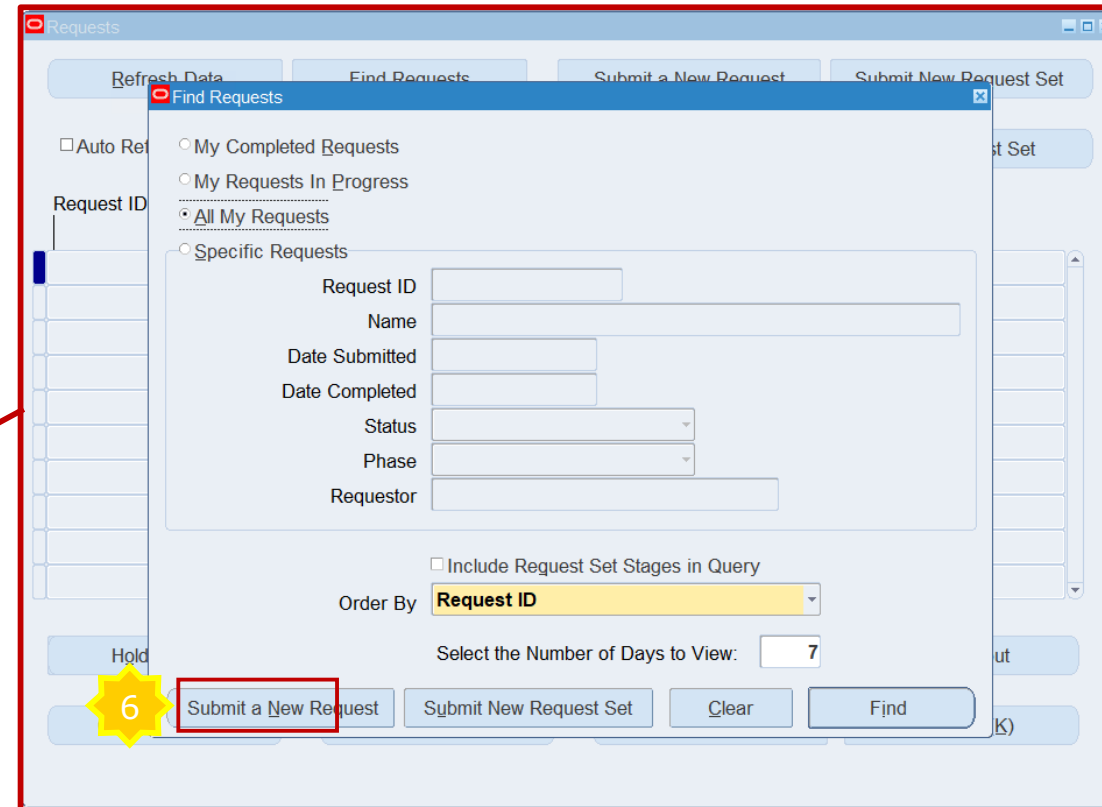 Requests
Refresh Data Find Requests Submit a New Request Submit New Request Set
Find Requests
Auto Ref
My Completed Requests
st Set
My Requests In Progress
Request ID
All My Requests
Specific Requests
Request ID
Name
Date Submitted
Date Completed
Status
Phase
Requestor
Include Request Set Stages in Query
Order By Request ID
Select the Number of Days to View: 7
Hold
ut
6
Submit a New Request Submit New Request Set Clear Find
(K)